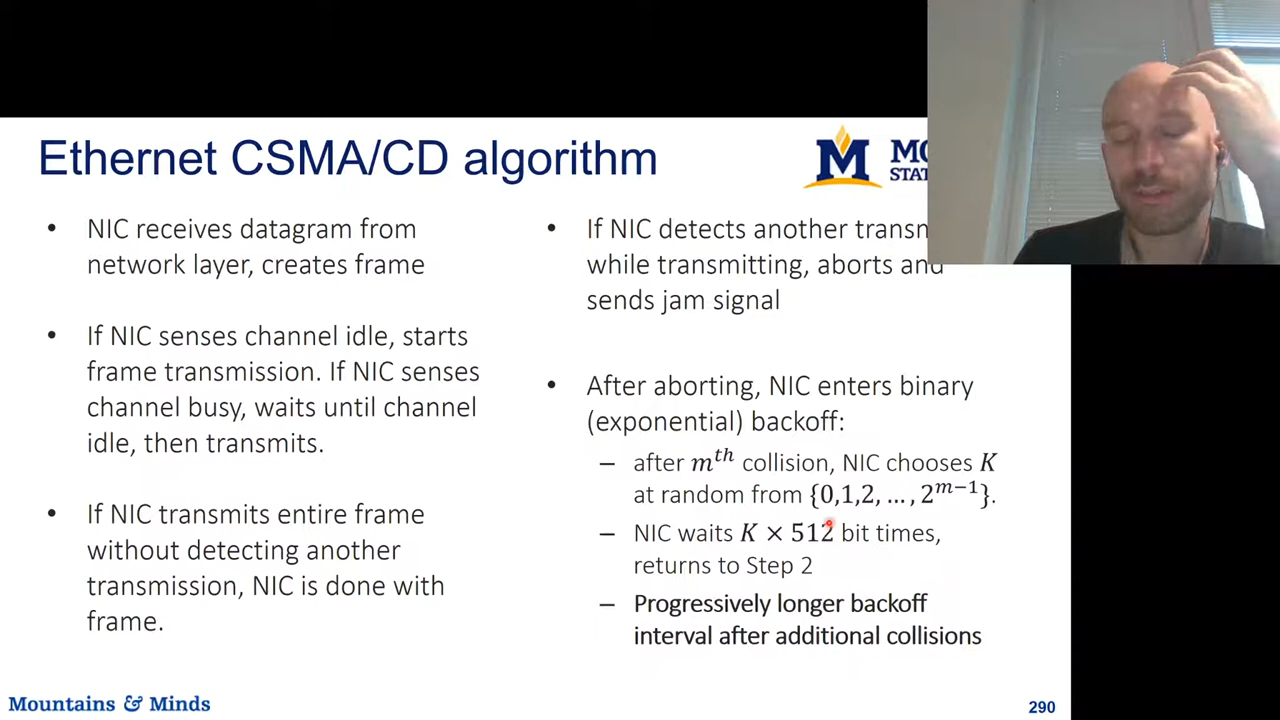 Ethernet CSMA/CD algorithm
M
STAT
• NIC receives datagram from
network layer, creates frame
• If NIC senses channel idle, starts
frame transmission. If NIC senses
channel busy, waits until channel
idle, then transmits.
• If NIC transmits entire frame
without detecting another
transmission, NIC is done with
frame.
• If NIC detects another transm
while transmitting, aborts and
sends jam signal
• After aborting, NIC enters binary
(exponential) backoff:
– after m^{th} collision, NIC chooses K
at random from {0,1,2, …, 2^{m−1}}.
– NIC waits K × 512 bit times,
returns to Step 2
– Progressively longer backoff
interval after additional collisions
Mountains & Minds
290